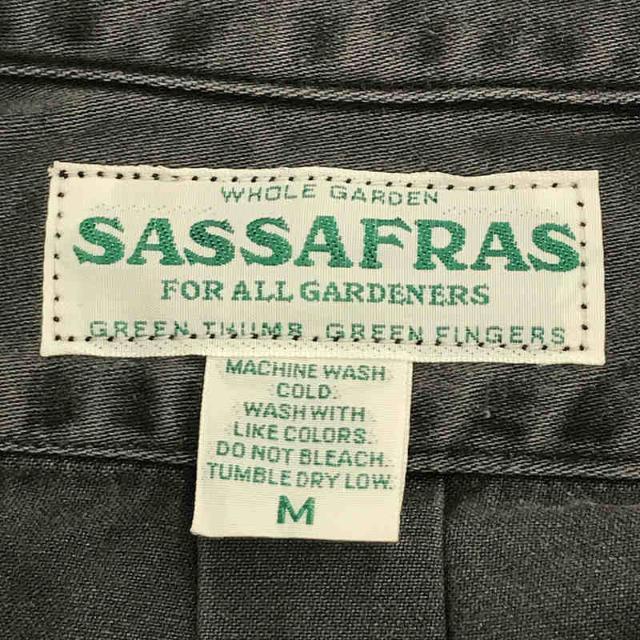 WHOLE GARDEN
SASSAFRAS
FOR ALL GARDENERS
GREEN THUMB GREEN FINGERS
MACHINE WASH
COLD.
WASH WITH
LIKE COLORS.
DO NOT BLEACH.
TUMBLE DRY LOW.
M